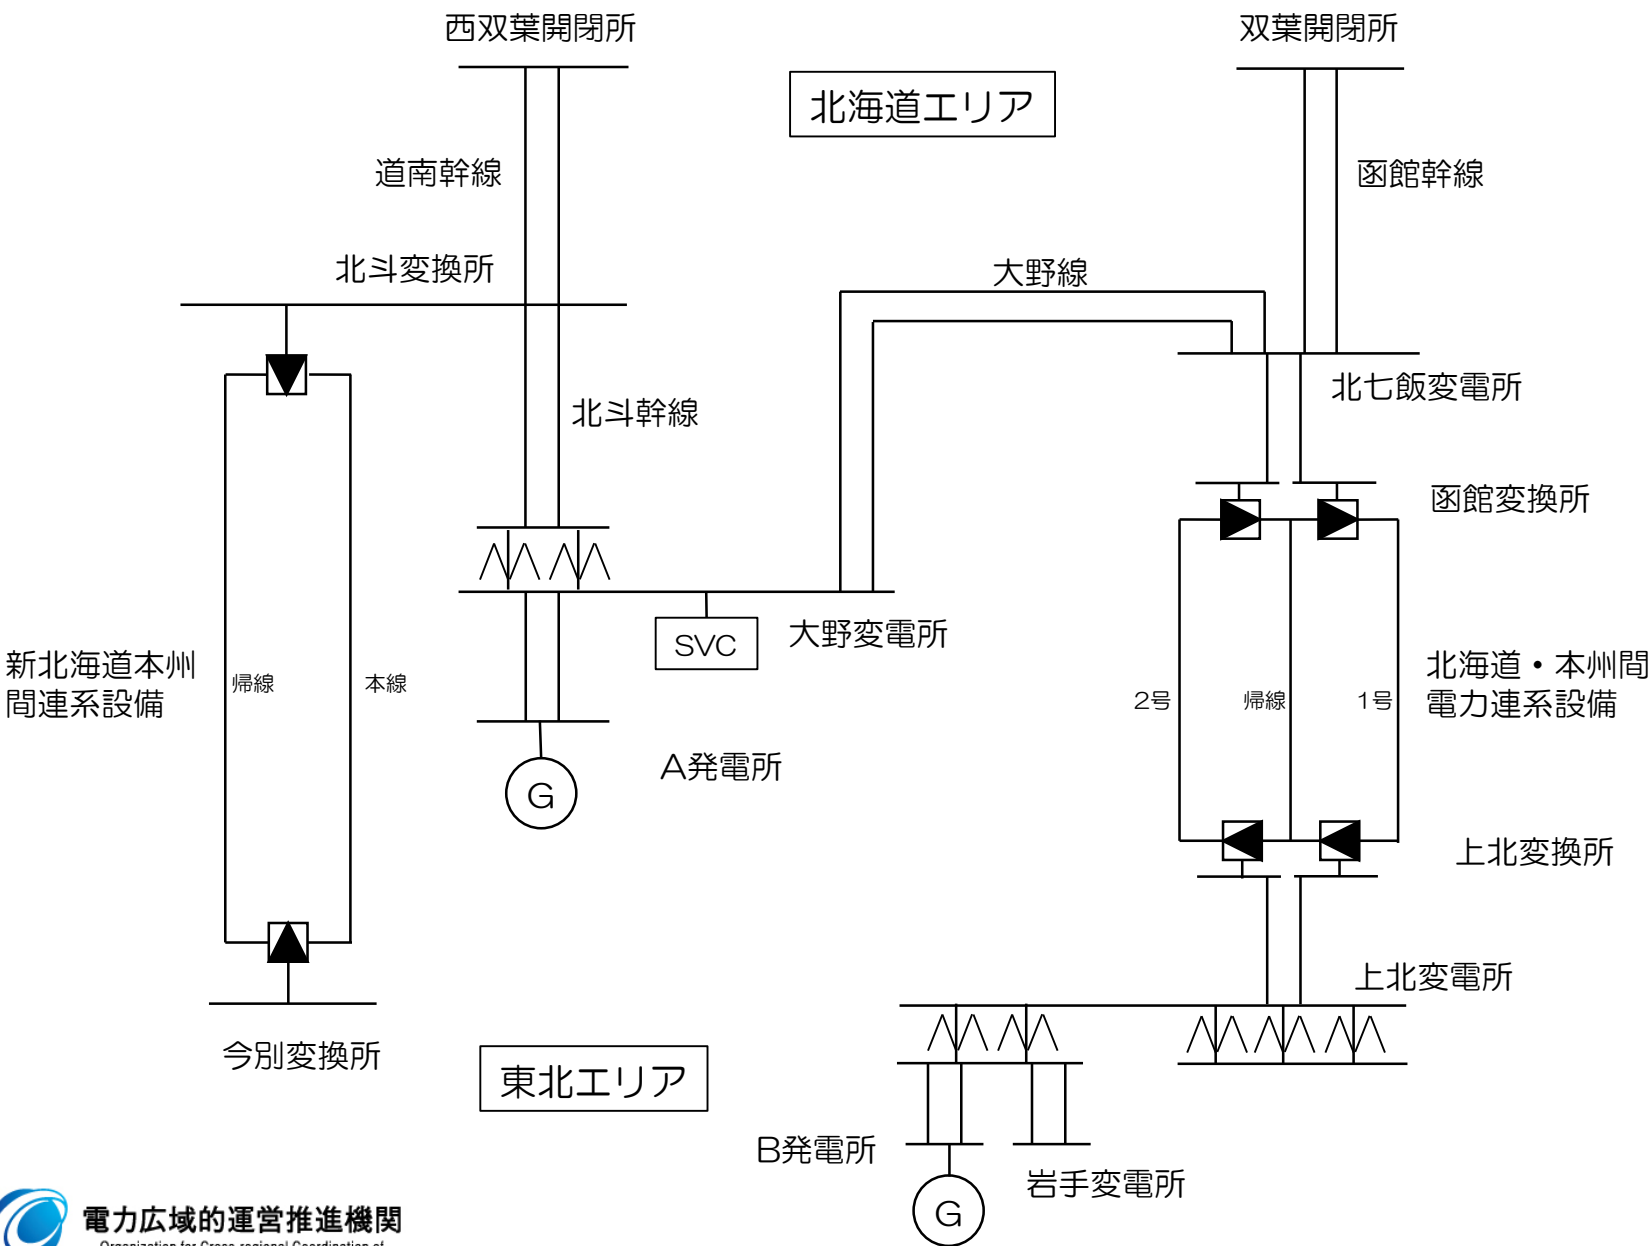 西双葉開閉所
双葉開閉所
北海道エリア
道南幹線
函館幹線
北斗変換所
大野線
北七飯変電所
北斗幹線
函館変換所
SVC
大野変電所
新北海道本州
間連系設備
帰線
本線
2号
帰線
1号
北海道・本州間
電力連系設備
A発電所
G
上北変換所
上北変電所
今別変換所
東北エリア
B発電所
岩手変電所
G
電力広域的運営推進機関
Organization for Cross-regional Coordination of